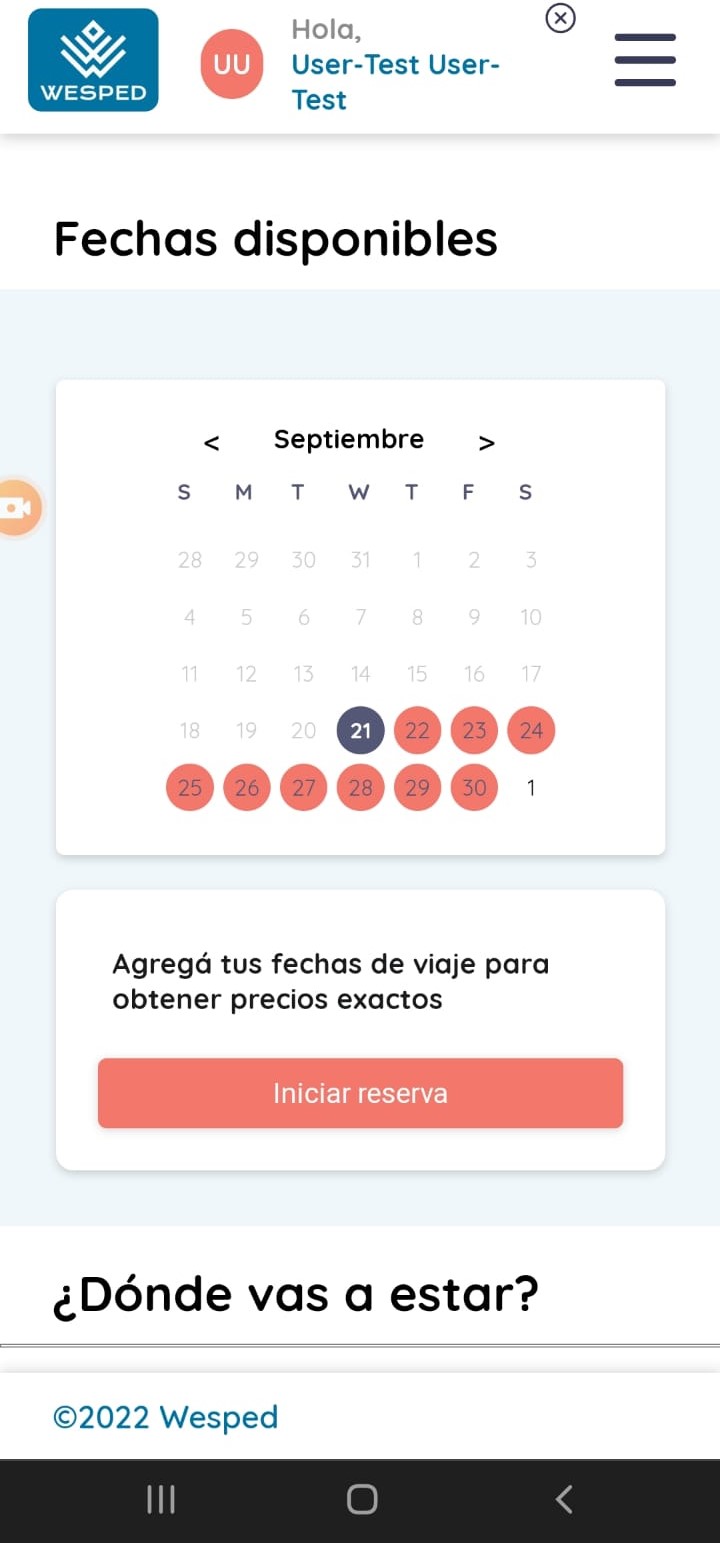 WESPED
UU
Hola,
User-Test User-
Test
Fechas disponibles
< Septiembre >
S M T W T F S
28 29 30 31 1 2 3
4 5 6 7 8 9 10
11 12 13 14 15 16 17
18 19 20 21 22 23 24
25 26 27 28 29 30 1
Agregá tus fechas de viaje para
obtener precios exactos
Iniciar reserva
¿Dónde vas a estar?
©2022 Wesped